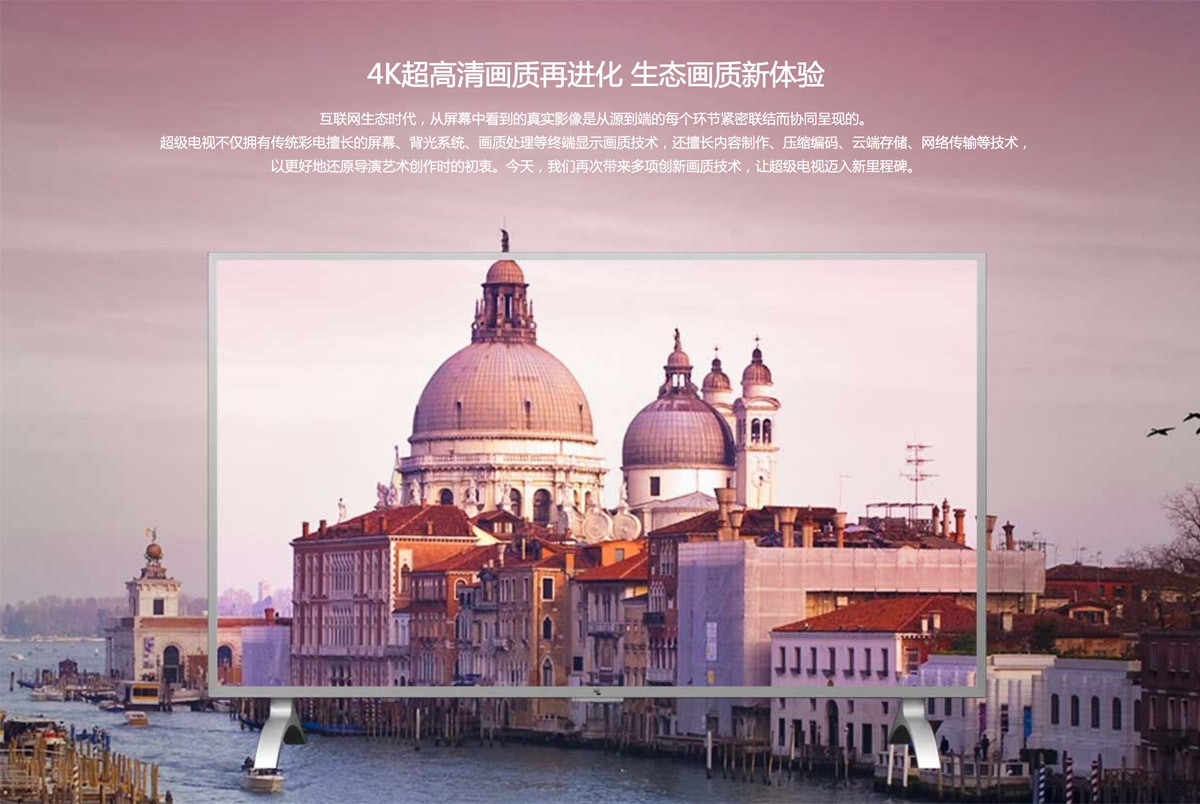 4K超高清画质再进化 生态画质新体验
互联网生态时代，从屏幕中看到的真实影像是从源到端的每个环节紧密联结而协同呈现的。
超级电视不仅拥有传统彩电擅长的屏幕、背光系统、画质处理等终端显示画质技术，还擅长内容制作、压缩编码、云端存储、网络传输等技术，
以更好地还原导演艺术创作时的初衷。今天，我们再次带来多项创新画质技术，让超级电视迈入新里程碑。